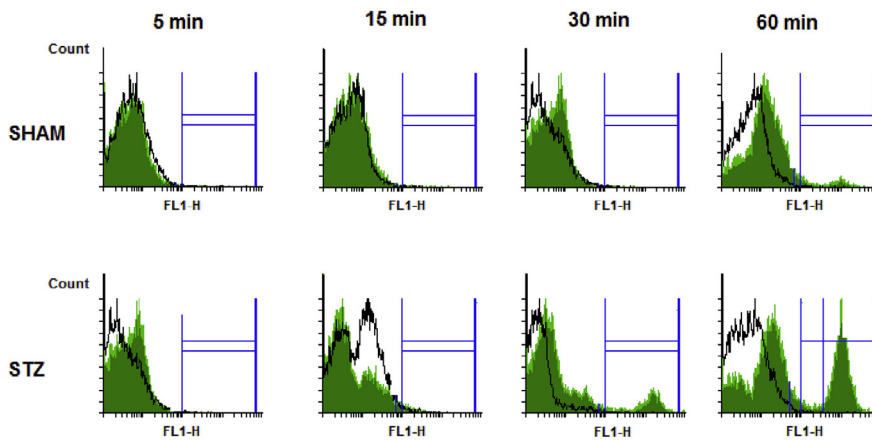 5 min 15 min 30 min 60 min
Count
SHAM
FL1-H FL1-H FL1-H FL1-H
Count
STZ
FL1-H FL1-H FL1-H FL1-H